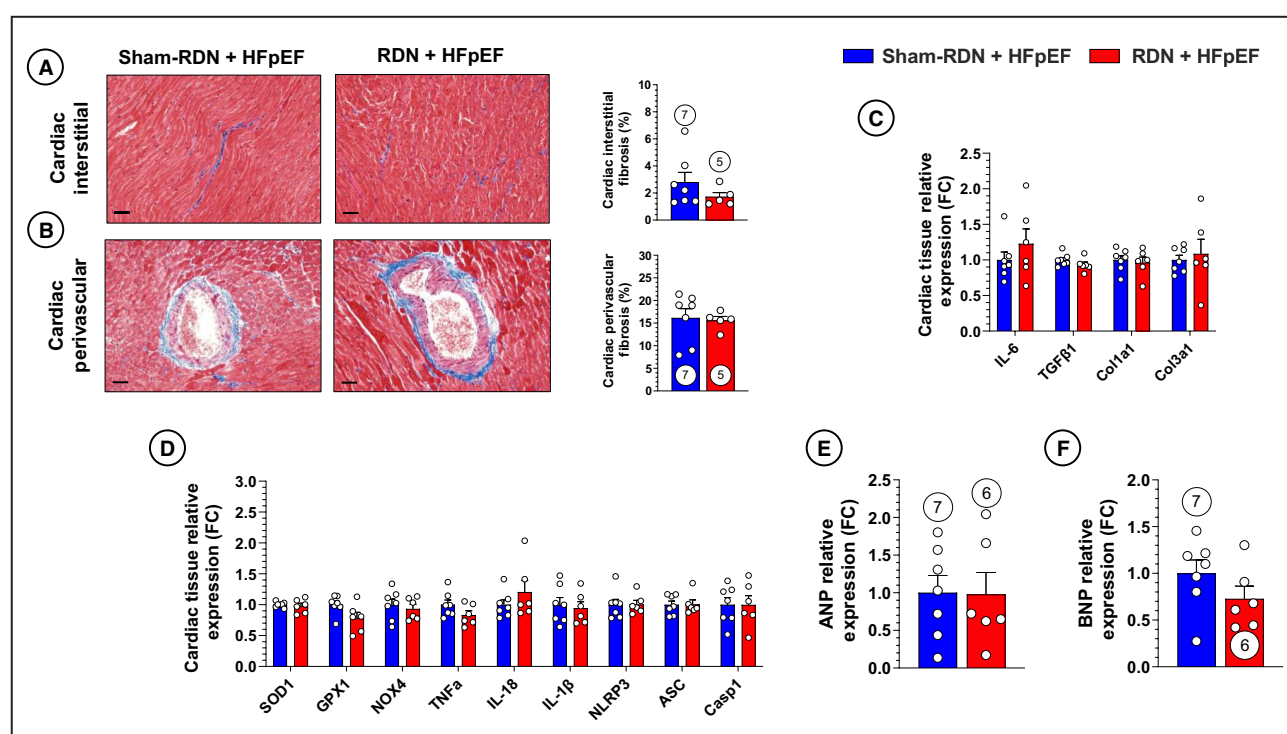 Sham-RDN + HFpEF
RDN + HFpEF
Sham-RDN + HFpEF
RDN + HFpEF
A
Cardiac
interstitial
Cardiac interstitial
fibrosis (%)
10
8
6
4
2
0
7
5
B
Cardiac
perivascular
Cardiac perivascular
fibrosis (%)
30
25
20
15
10
5
0
7
5
C
Cardiac tissue relative
expression (FC)
2.5
2.0
1.5
1.0
0.5
0.0
IL-6
TGFβ1
Col1a1
Col3a1
D
Cardiac tissue relative
expression (FC)
3.0
2.5
2.0
1.5
1.0
0.5
0.0
SOD1
GPX1
NOX4
TNFa
IL-18
IL-1β
NLRP3
ASC
Casp1
E
ANP relative
expression (FC)
2.5
2.0
1.5
1.0
0.5
0.0
7
6
F
BNP relative
expression (FC)
2.0
1.5
1.0
0.5
0.0
7
6